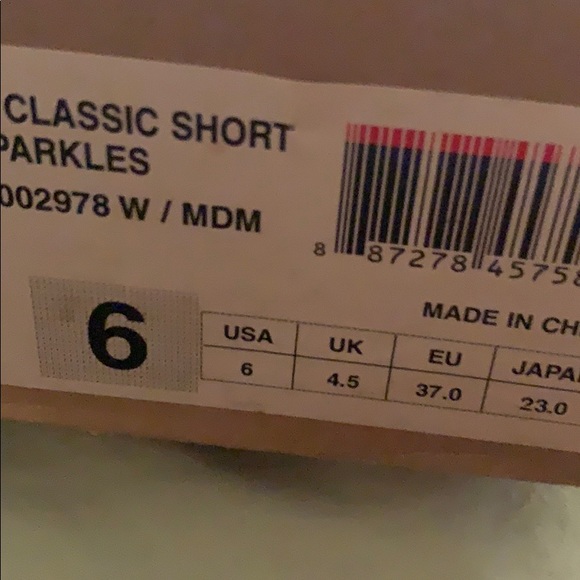 CLASSIC SHORT
PARKLES
002978 W / MDM
8 87278 45758
MADE IN CH
6
USA UK EU JAPA
6 4.5 37.0 23.0